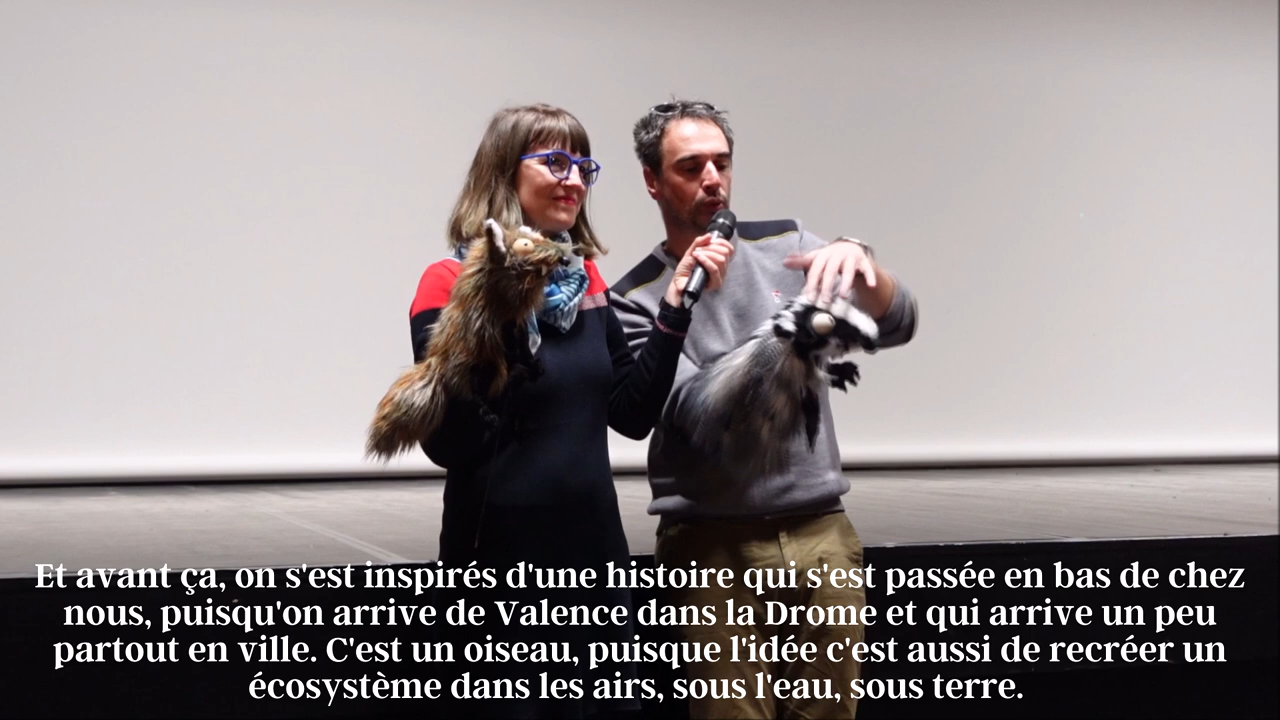 Et avant ça, on s'est inspirés d'une histoire qui s'est passée en bas de chez
nous, puisqu'on arrive de Valence dans la Drome et qui arrive un peu
partout en ville. C'est un oiseau, puisque l'idée c'est aussi de recréer un
écosystème dans les airs, sous l'eau, sous terre.